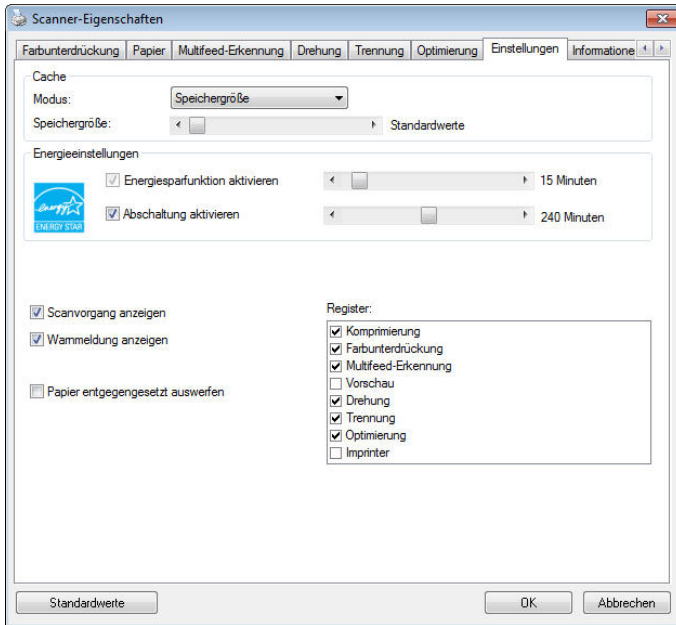 Scanner-Eigenschaften
Farbunterdrückung Papier Multifeed-Erkennung Drehung Trennung Optimierung Einstellungen Informatione
Cache
Modus: Speichergröße
Speichergröße: Standardwerte
Energieeinstellungen
energy
ENERGY STAR
Energiesparfunktion aktivieren 15 Minuten
Abschaltung aktivieren 240 Minuten
Scanvorgang anzeigen
Warnmeldung anzeigen
Papier entgegengesetzt auswerfen
Register:
Komprimierung
Farbunterdrückung
Multifeed-Erkennung
Vorschau
Drehung
Trennung
Optimierung
Imprinter
Standardwerte OK Abbrechen